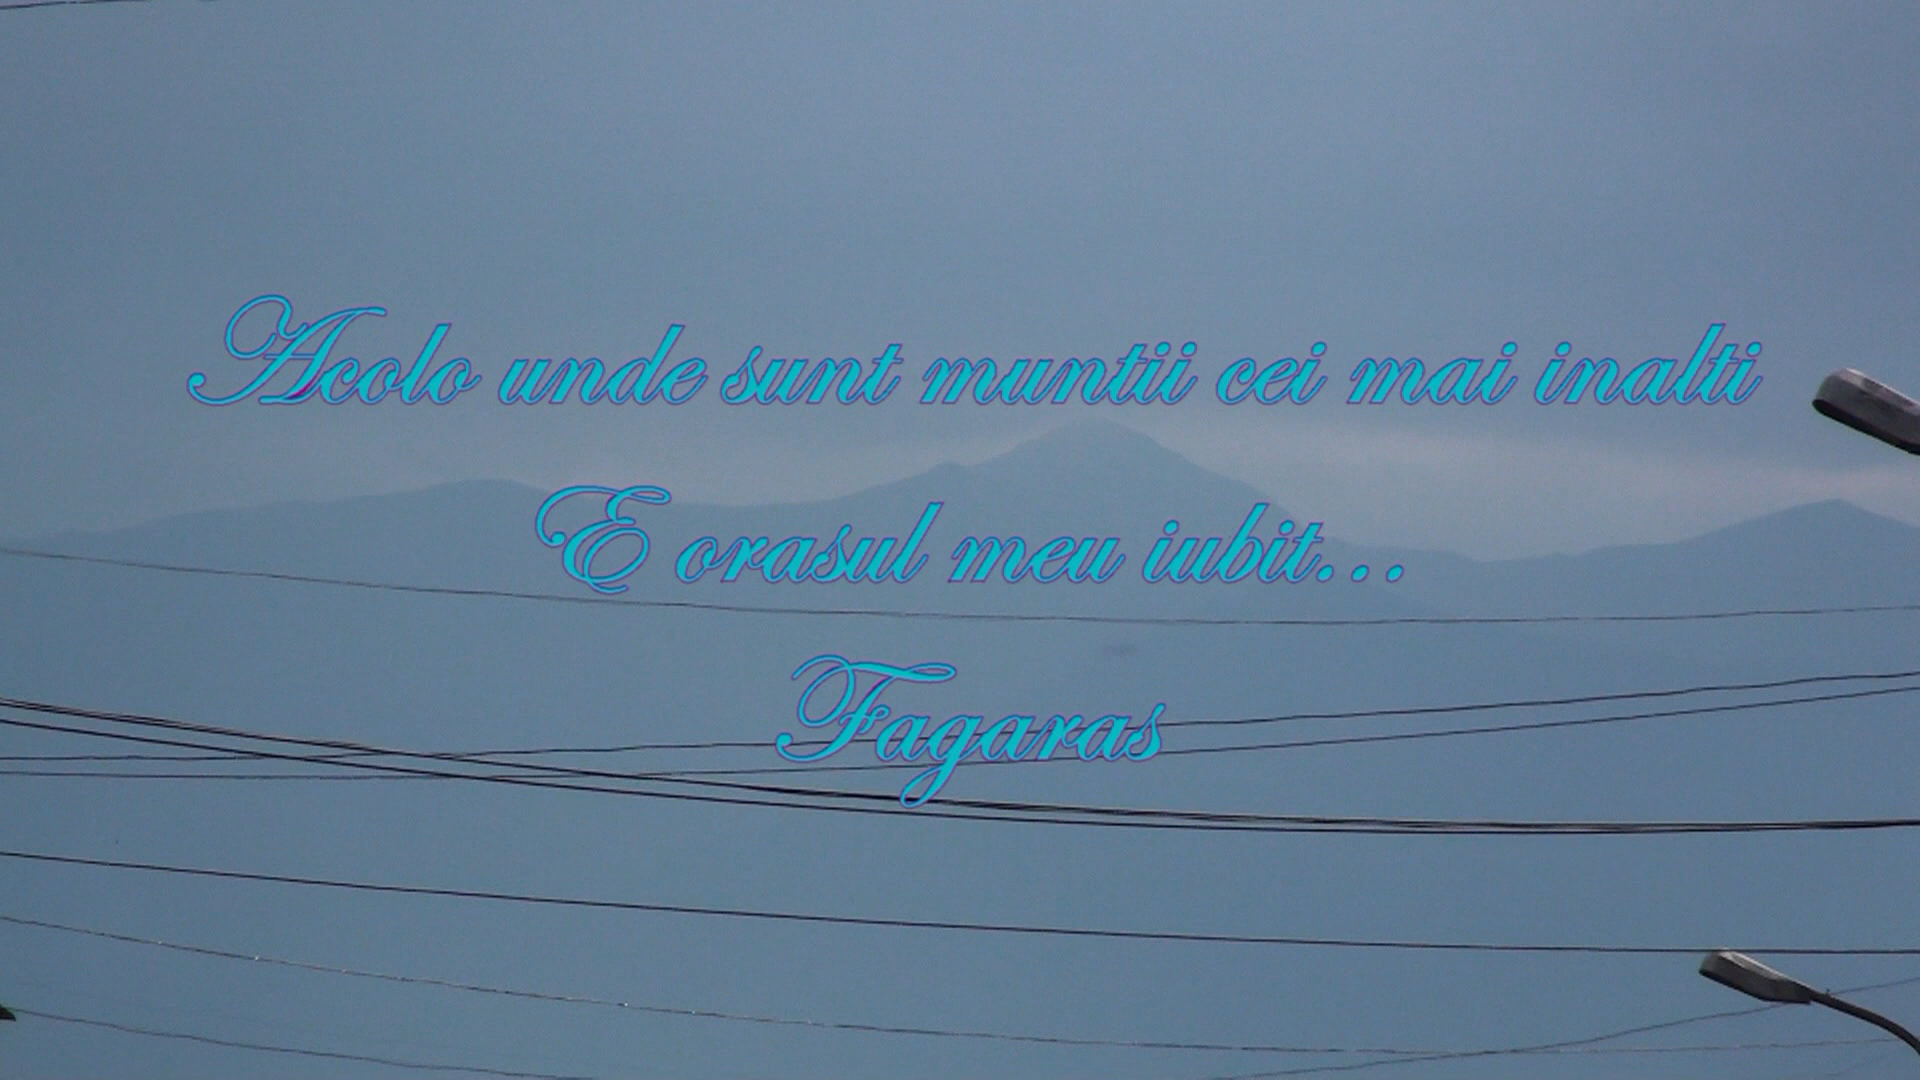 Acolo unde sunt muntii cei mai inalti
E orasul meu iubit...
Fagaras